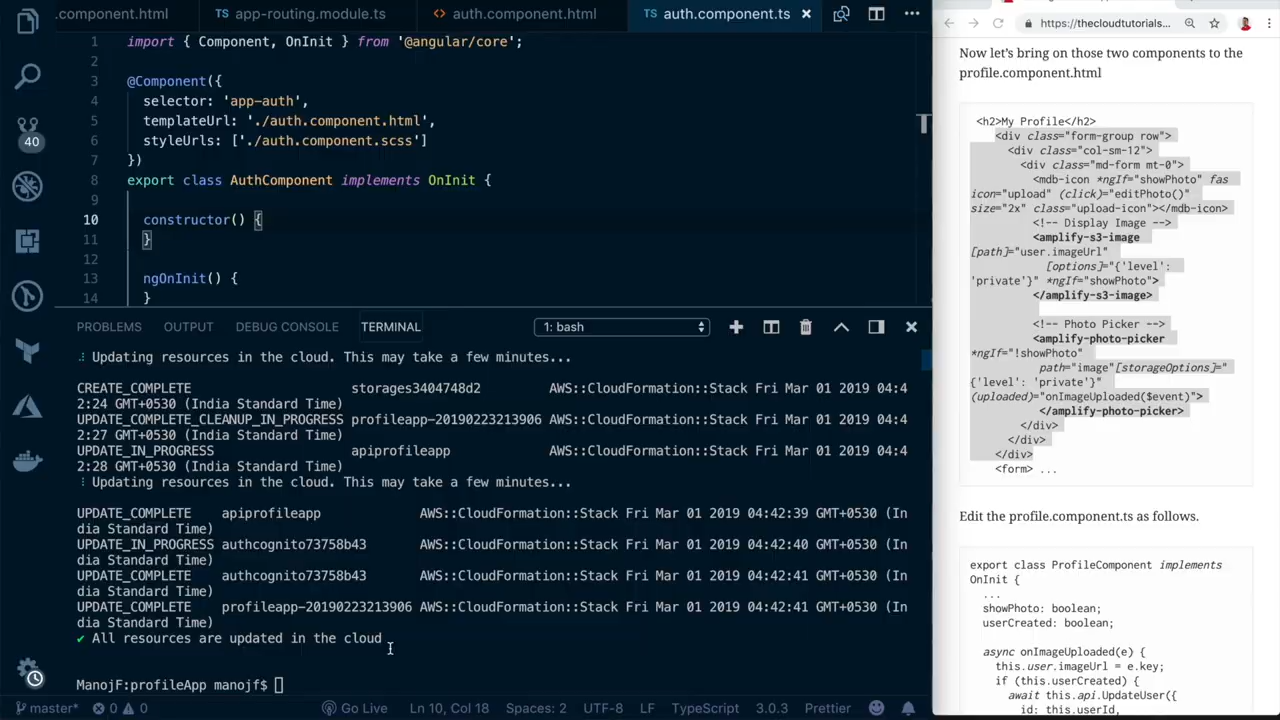 .component.html
TS app-routing.module.ts
<> auth.component.html
TS auth.component.ts ×
1 import { Component, OnInit } from '@angular/core';
2
3 @Component({
4 selector: 'app-auth',
5 templateUrl: './auth.component.html',
6 styleUrls: ['./auth.component.scss']
7 })
8 export class AuthComponent implements OnInit {
9
10 constructor() {
11 }
12
13 ngOnInit() {
14 }
40
PROBLEMS OUTPUT DEBUG CONSOLE TERMINAL 1: bash
Updating resources in the cloud. This may take a few minutes...
CREATE_COMPLETE storages3404748d2 AWS::CloudFormation::Stack Fri Mar 01 2019 04:4
2:24 GMT+0530 (India Standard Time)
UPDATE_COMPLETE_CLEANUP_IN_PROGRESS profileapp-20190223213906 AWS::CloudFormation::Stack Fri Mar 01 2019 04:4
2:27 GMT+0530 (India Standard Time)
UPDATE_IN_PROGRESS apiprofileapp AWS::CloudFormation::Stack Fri Mar 01 2019 04:4
2:28 GMT+0530 (India Standard Time)
Updating resources in the cloud. This may take a few minutes...
UPDATE_COMPLETE apiprofileapp AWS::CloudFormation::Stack Fri Mar 01 2019 04:42:39 GMT+0530 (In
dia Standard Time)
UPDATE_IN_PROGRESS authcognito73758b43 AWS::CloudFormation::Stack Fri Mar 01 2019 04:42:40 GMT+0530 (In
dia Standard Time)
UPDATE_COMPLETE authcognito73758b43 AWS::CloudFormation::Stack Fri Mar 01 2019 04:42:41 GMT+0530 (In
dia Standard Time)
UPDATE_COMPLETE profileapp-20190223213906 AWS::CloudFormation::Stack Fri Mar 01 2019 04:42:41 GMT+0530 (In
dia Standard Time)
✔ All resources are updated in the cloud
ManojF:profileApp manojf$
master* 0 0 Go Live Ln 10, Col 18 Spaces: 2 UTF-8 LF TypeScript 3.0.3 Prettier
https://thecloudtutorials...
Now let's bring on those two components to the
profile.component.html
<h2>My Profile</h2>
<div class="form-group row">
<div class="col-sm-12">
<div class="md-form mt-0">
<mdb-icon *ngIf="showPhoto" fas
icon="upload" (click)="editPhoto()"
size="2x" class="upload-icon"></mdb-icon>
<!-- Display Image -->
<amplify-s3-image
[path]="user.imageUrl"
[options]="{'level':
'private'}" *ngIf="showPhoto">
</amplify-s3-image>
<!-- Photo Picker -->
<amplify-photo-picker
*ngIf="!showPhoto"
path="image"[storageOptions]="
{'level': 'private'}"
(uploaded)="onImageUploaded($event)">
</amplify-photo-picker>
</div>
</div>
</div>
<form> ...
Edit the profile.component.ts as follows.
export class ProfileComponent implements
OnInit {
...
showPhoto: boolean;
userCreated: boolean;
async onImageUploaded(e) {
this.user.imageUrl = e.key;
if (this.userCreated) {
await this.api.UpdateUser({
id: this.userId,